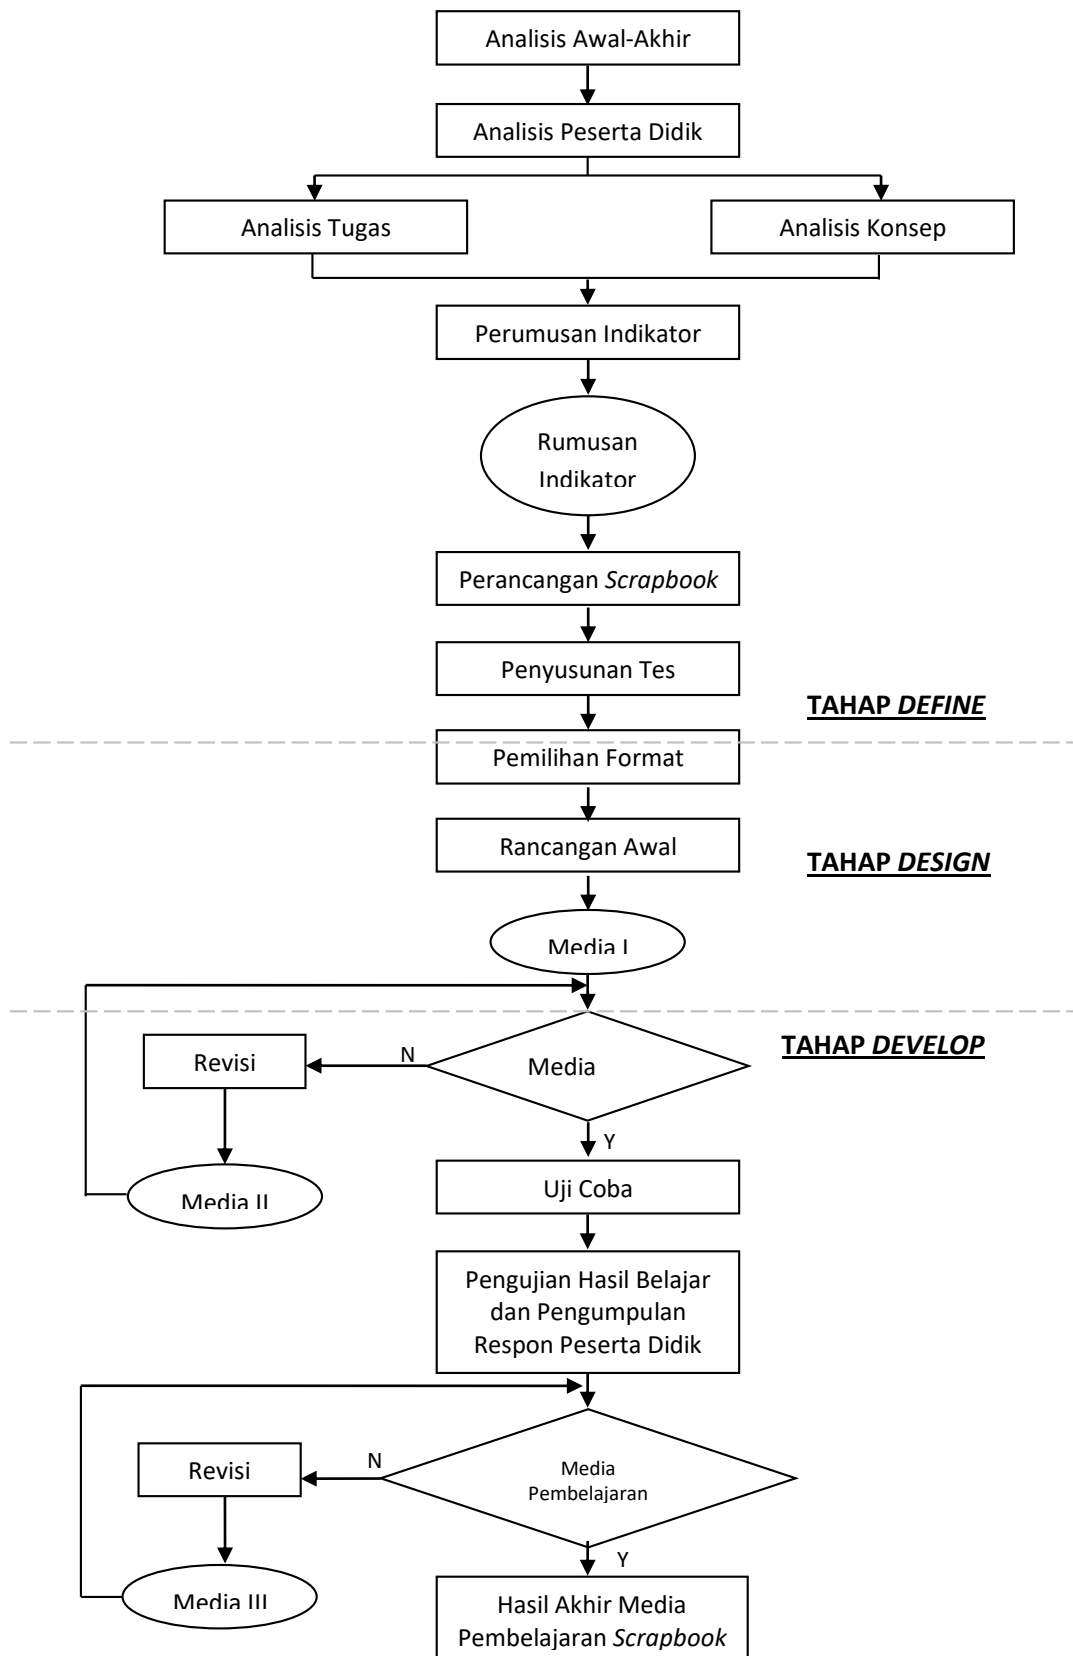 Analisis Awal-Akhir
Analisis Peserta Didik
Analisis Tugas
Analisis Konsep
Perumusan Indikator
Rumusan
Indikator
Perancangan Scrapbook
Penyusunan Tes
TAHAP DEFINE
Pemilihan Format
Rancangan Awal
TAHAP DESIGN
Media I
TAHAP DEVELOP
Revisi
N
Media
Y
Media II
Uji Coba
Pengujian Hasil Belajar
dan Pengumpulan
Respon Peserta Didik
Revisi
N
Media
Pembelajaran
Y
Media III
Hasil Akhir Media
Pembelajaran Scrapbook